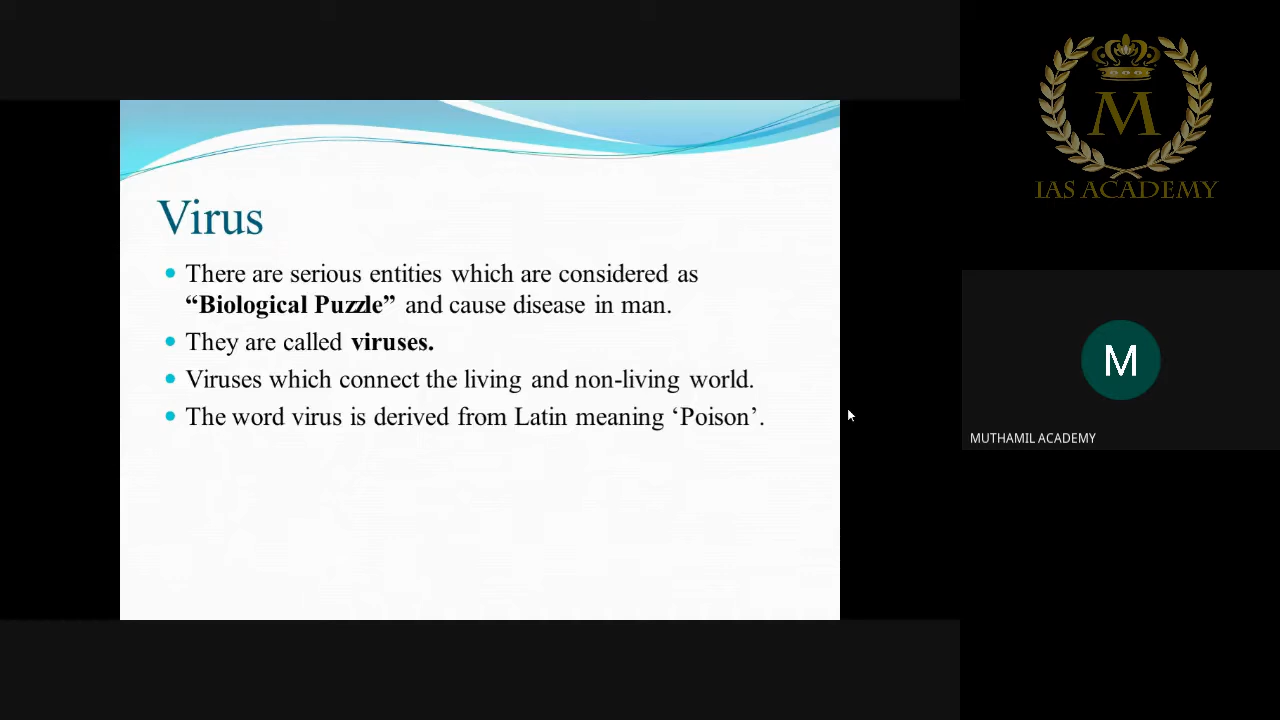 Virus
There are serious entities which are considered as
“Biological Puzzle” and cause disease in man.
They are called viruses.
Viruses which connect the living and non-living world.
The word virus is derived from Latin meaning ‘Poison’.
M
IAS ACADEMY
M
MUTHAMIL ACADEMY